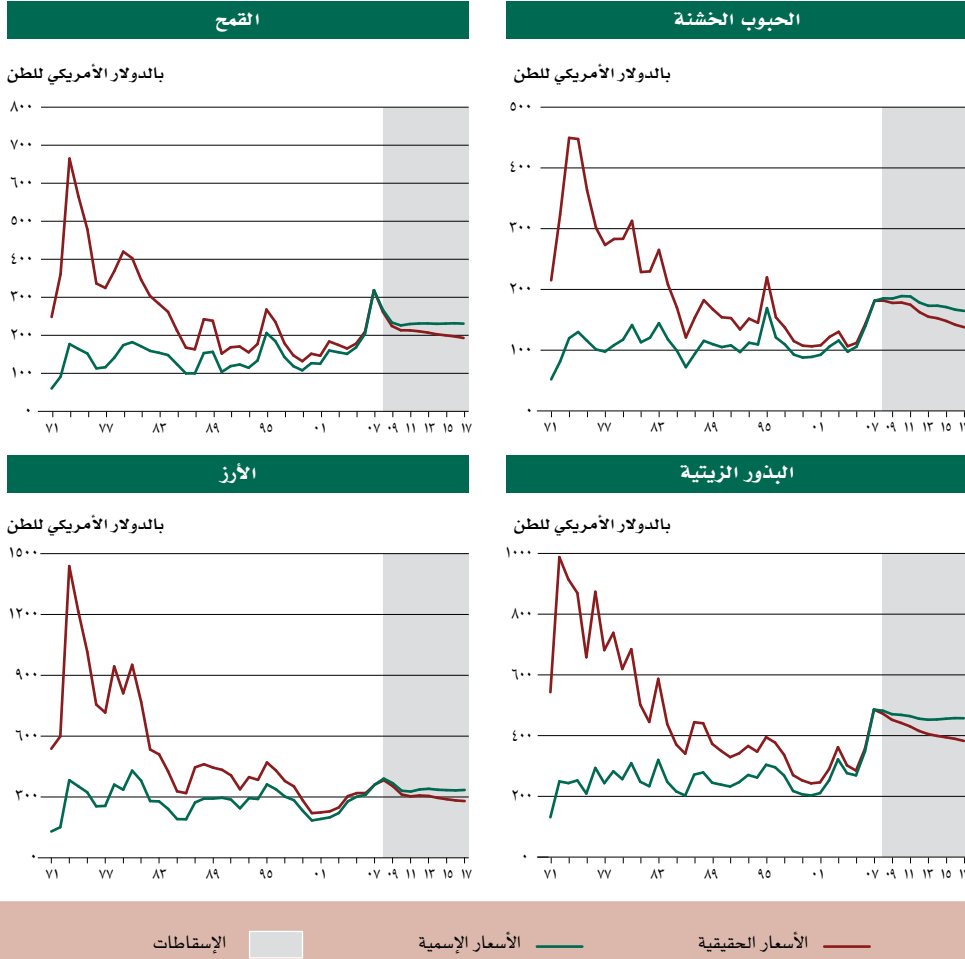 الحبوب الخشنة
بالدولار الأمريكي للطن
٥٠٠
٤٠٠
٣٠٠
٢٠٠
١٠٠
٠
٧١ ٧٧ ٨٣ ٨٩ ٩٥ ٠١ ٠٧ ٠٩ ١١ ١٣ ١٥
القمح
بالدولار الأمريكي للطن
٨٠٠
٧٠٠
٦٠٠
٥٠٠
٤٠٠
٣٠٠
٢٠٠
١٠٠
٠
٧١ ٧٧ ٨٣ ٨٩ ٩٥ ٠١ ٠٧ ٠٩ ١١ ١٣ ١٥ ١٧
البذور الزيتية
بالدولار الأمريكي للطن
١٠٠٠
٨٠٠
٦٠٠
٤٠٠
٢٠٠
٠
٧١ ٧٧ ٨٣ ٨٩ ٩٥ ٠١ ٠٧ ٠٩ ١١ ١٣ ١٥
الأرز
بالدولار الأمريكي للطن
١٥٠٠
١٢٠٠
٩٠٠
٦٠٠
٣٠٠
٠
٧١ ٧٧ ٨٣ ٨٩ ٩٥ ٠١ ٠٧ ٠٩ ١١ ١٣ ١٥ ١٧
الأسعار الحقيقية
الأسعار الإسمية
الإسقاطات